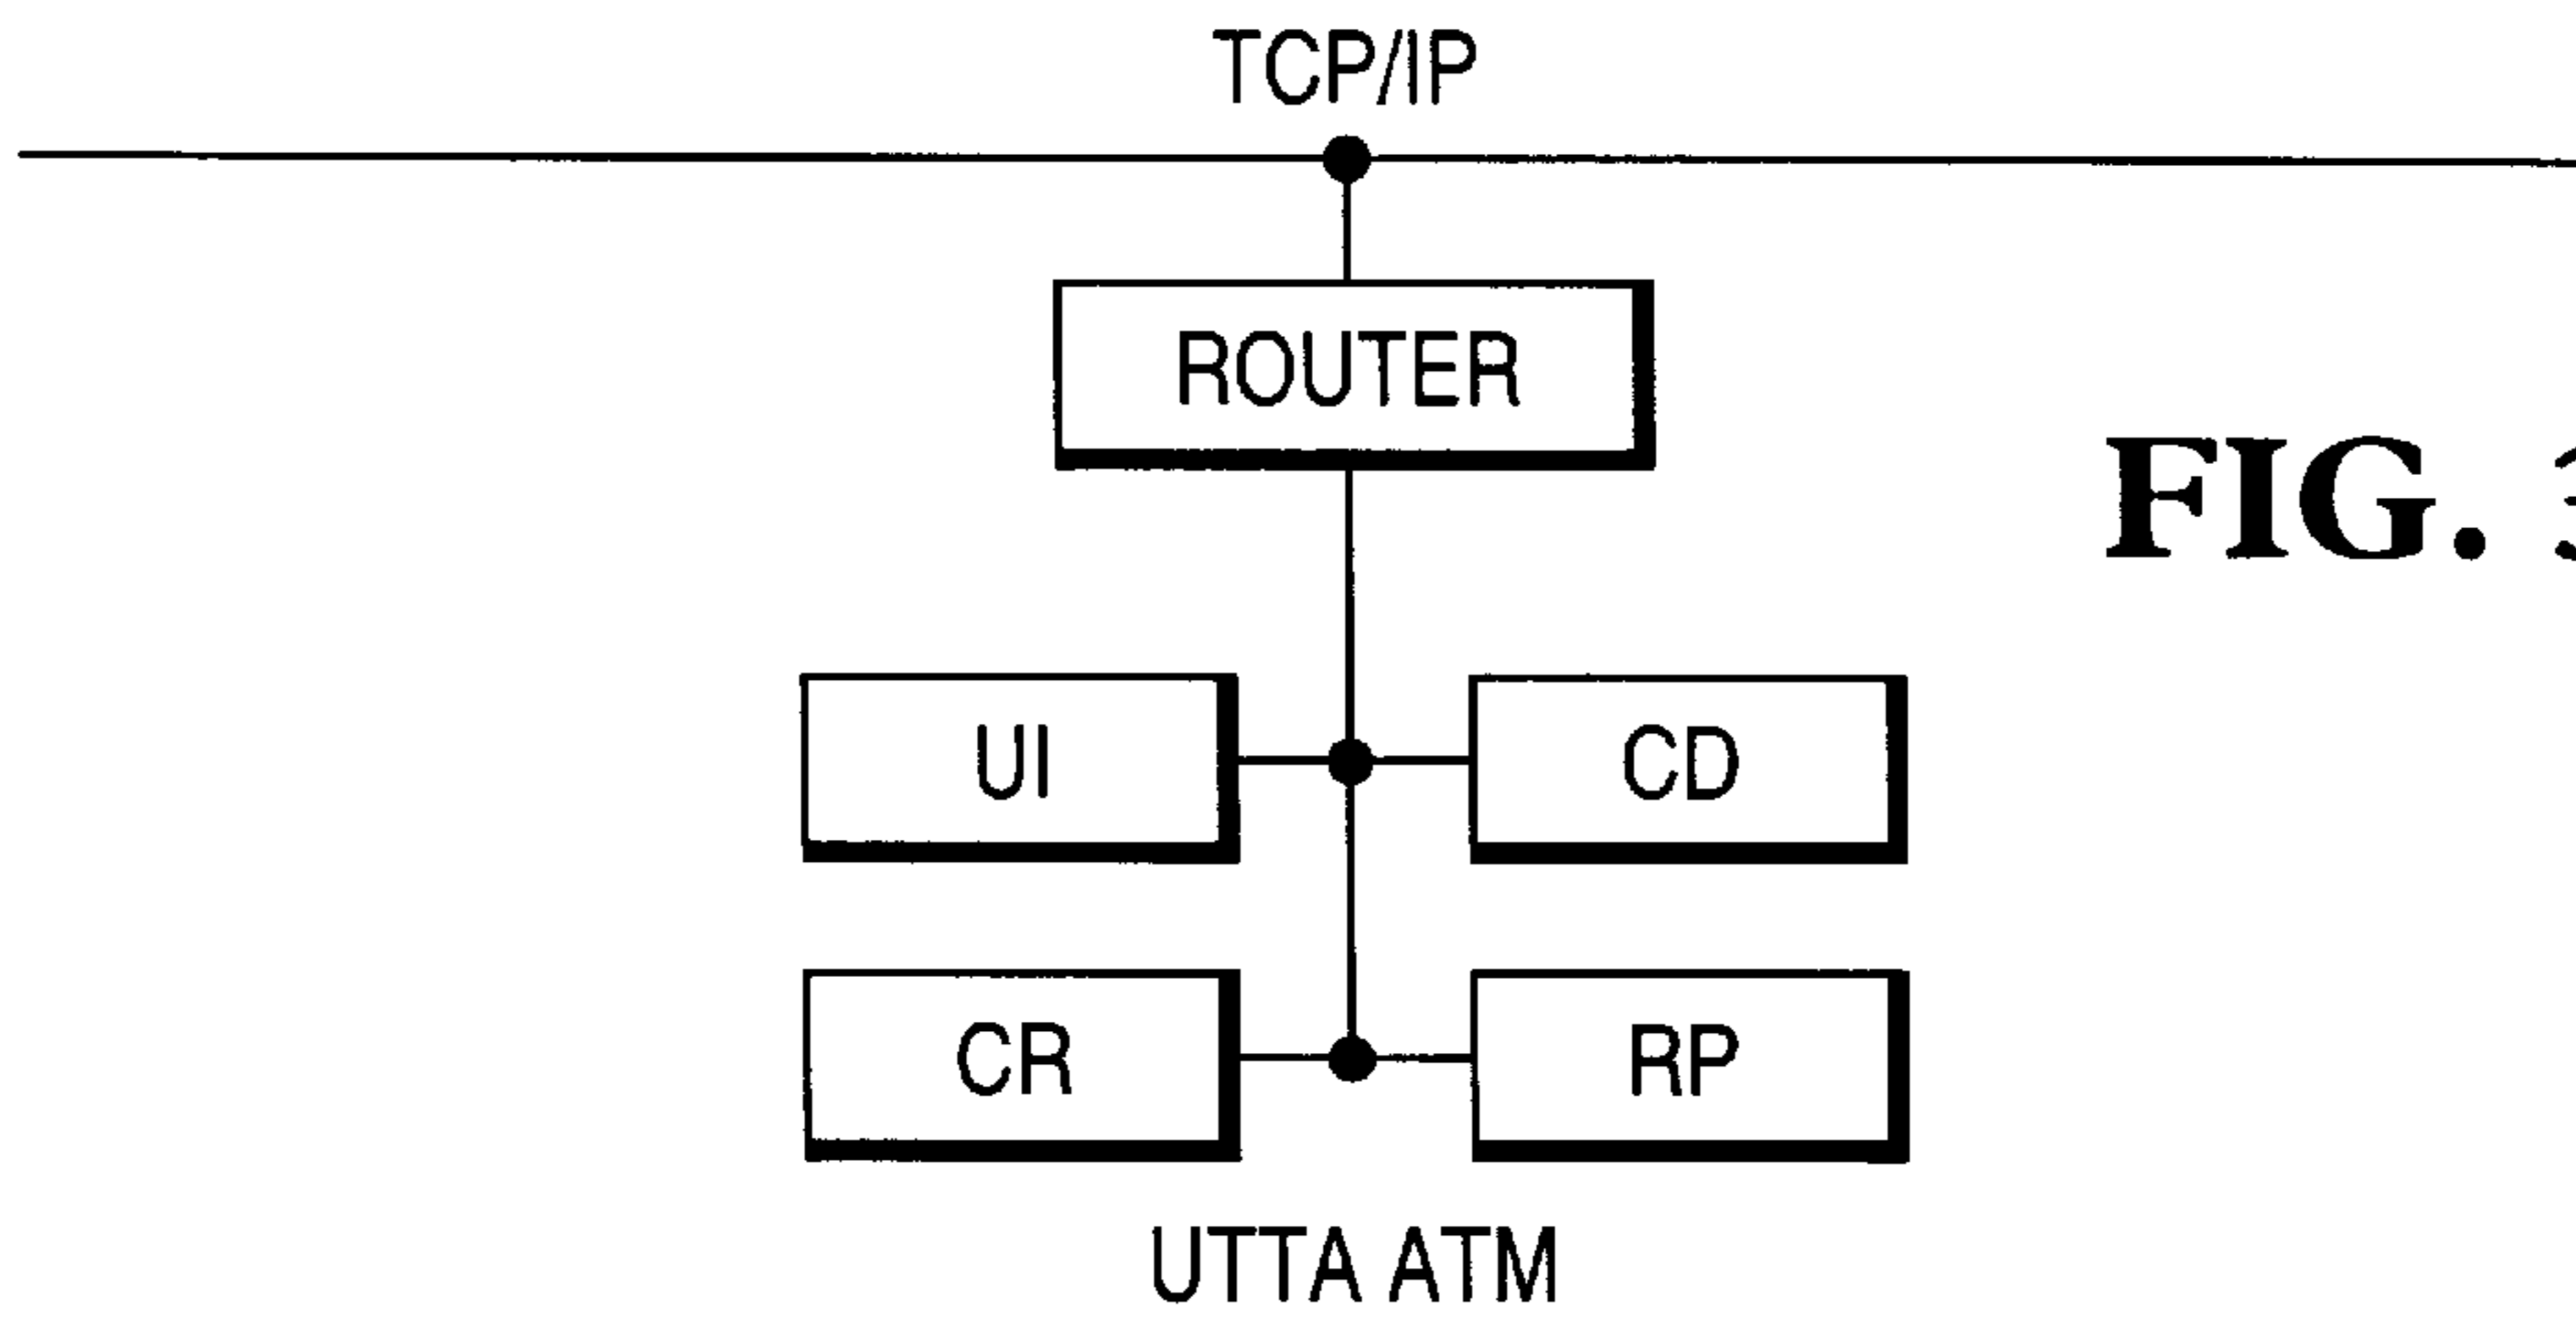 TCP/IP
ROUTER
FIG. 3
UI
CD
CR
RP
UTTA ATM